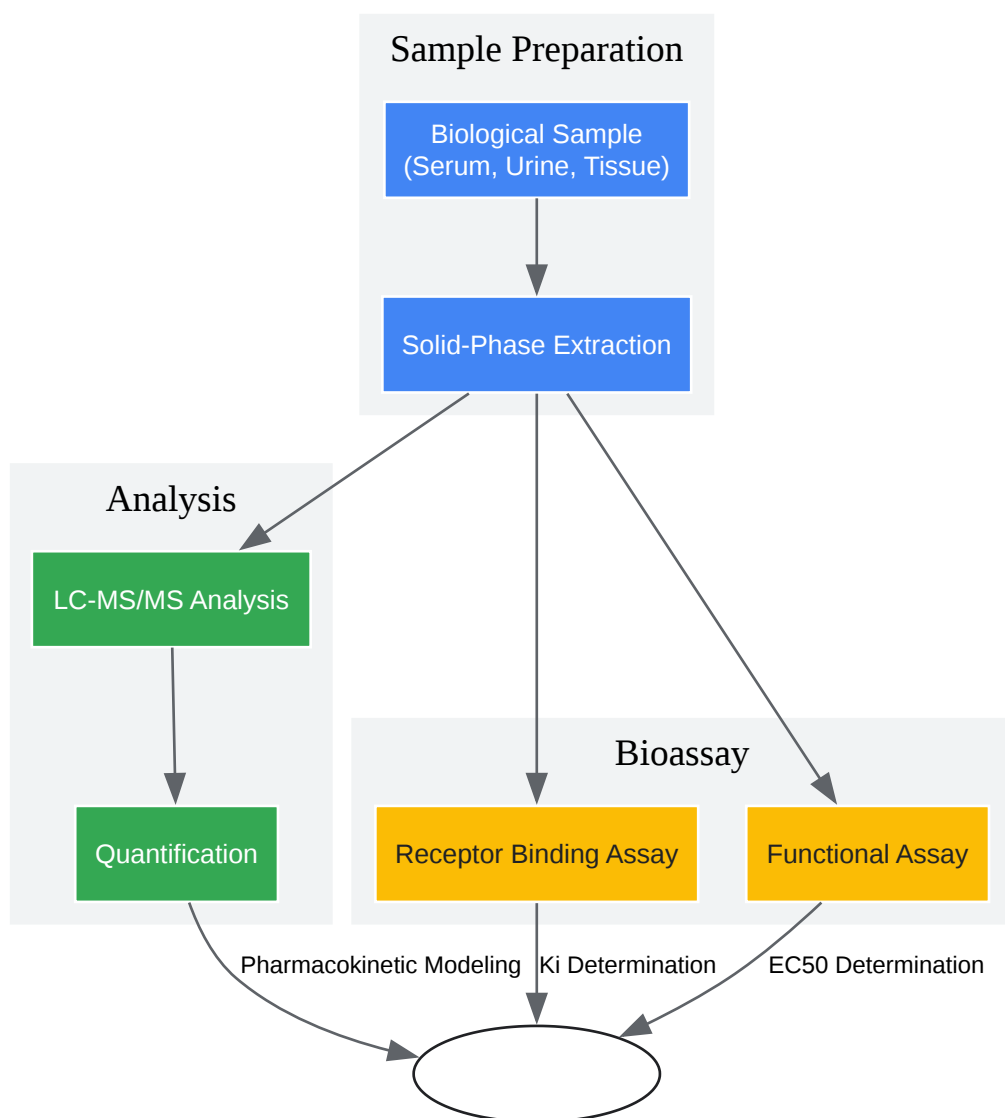 Sample Preparation
Biological Sample
(Serum, Urine, Tissue)
Solid-Phase Extraction
Analysis
LC-MS/MS Analysis
Bioassay
Quantification
Receptor Binding Assay
Functional Assay
Pharmacokinetic Modeling
Ki Determination
EC50 Determination